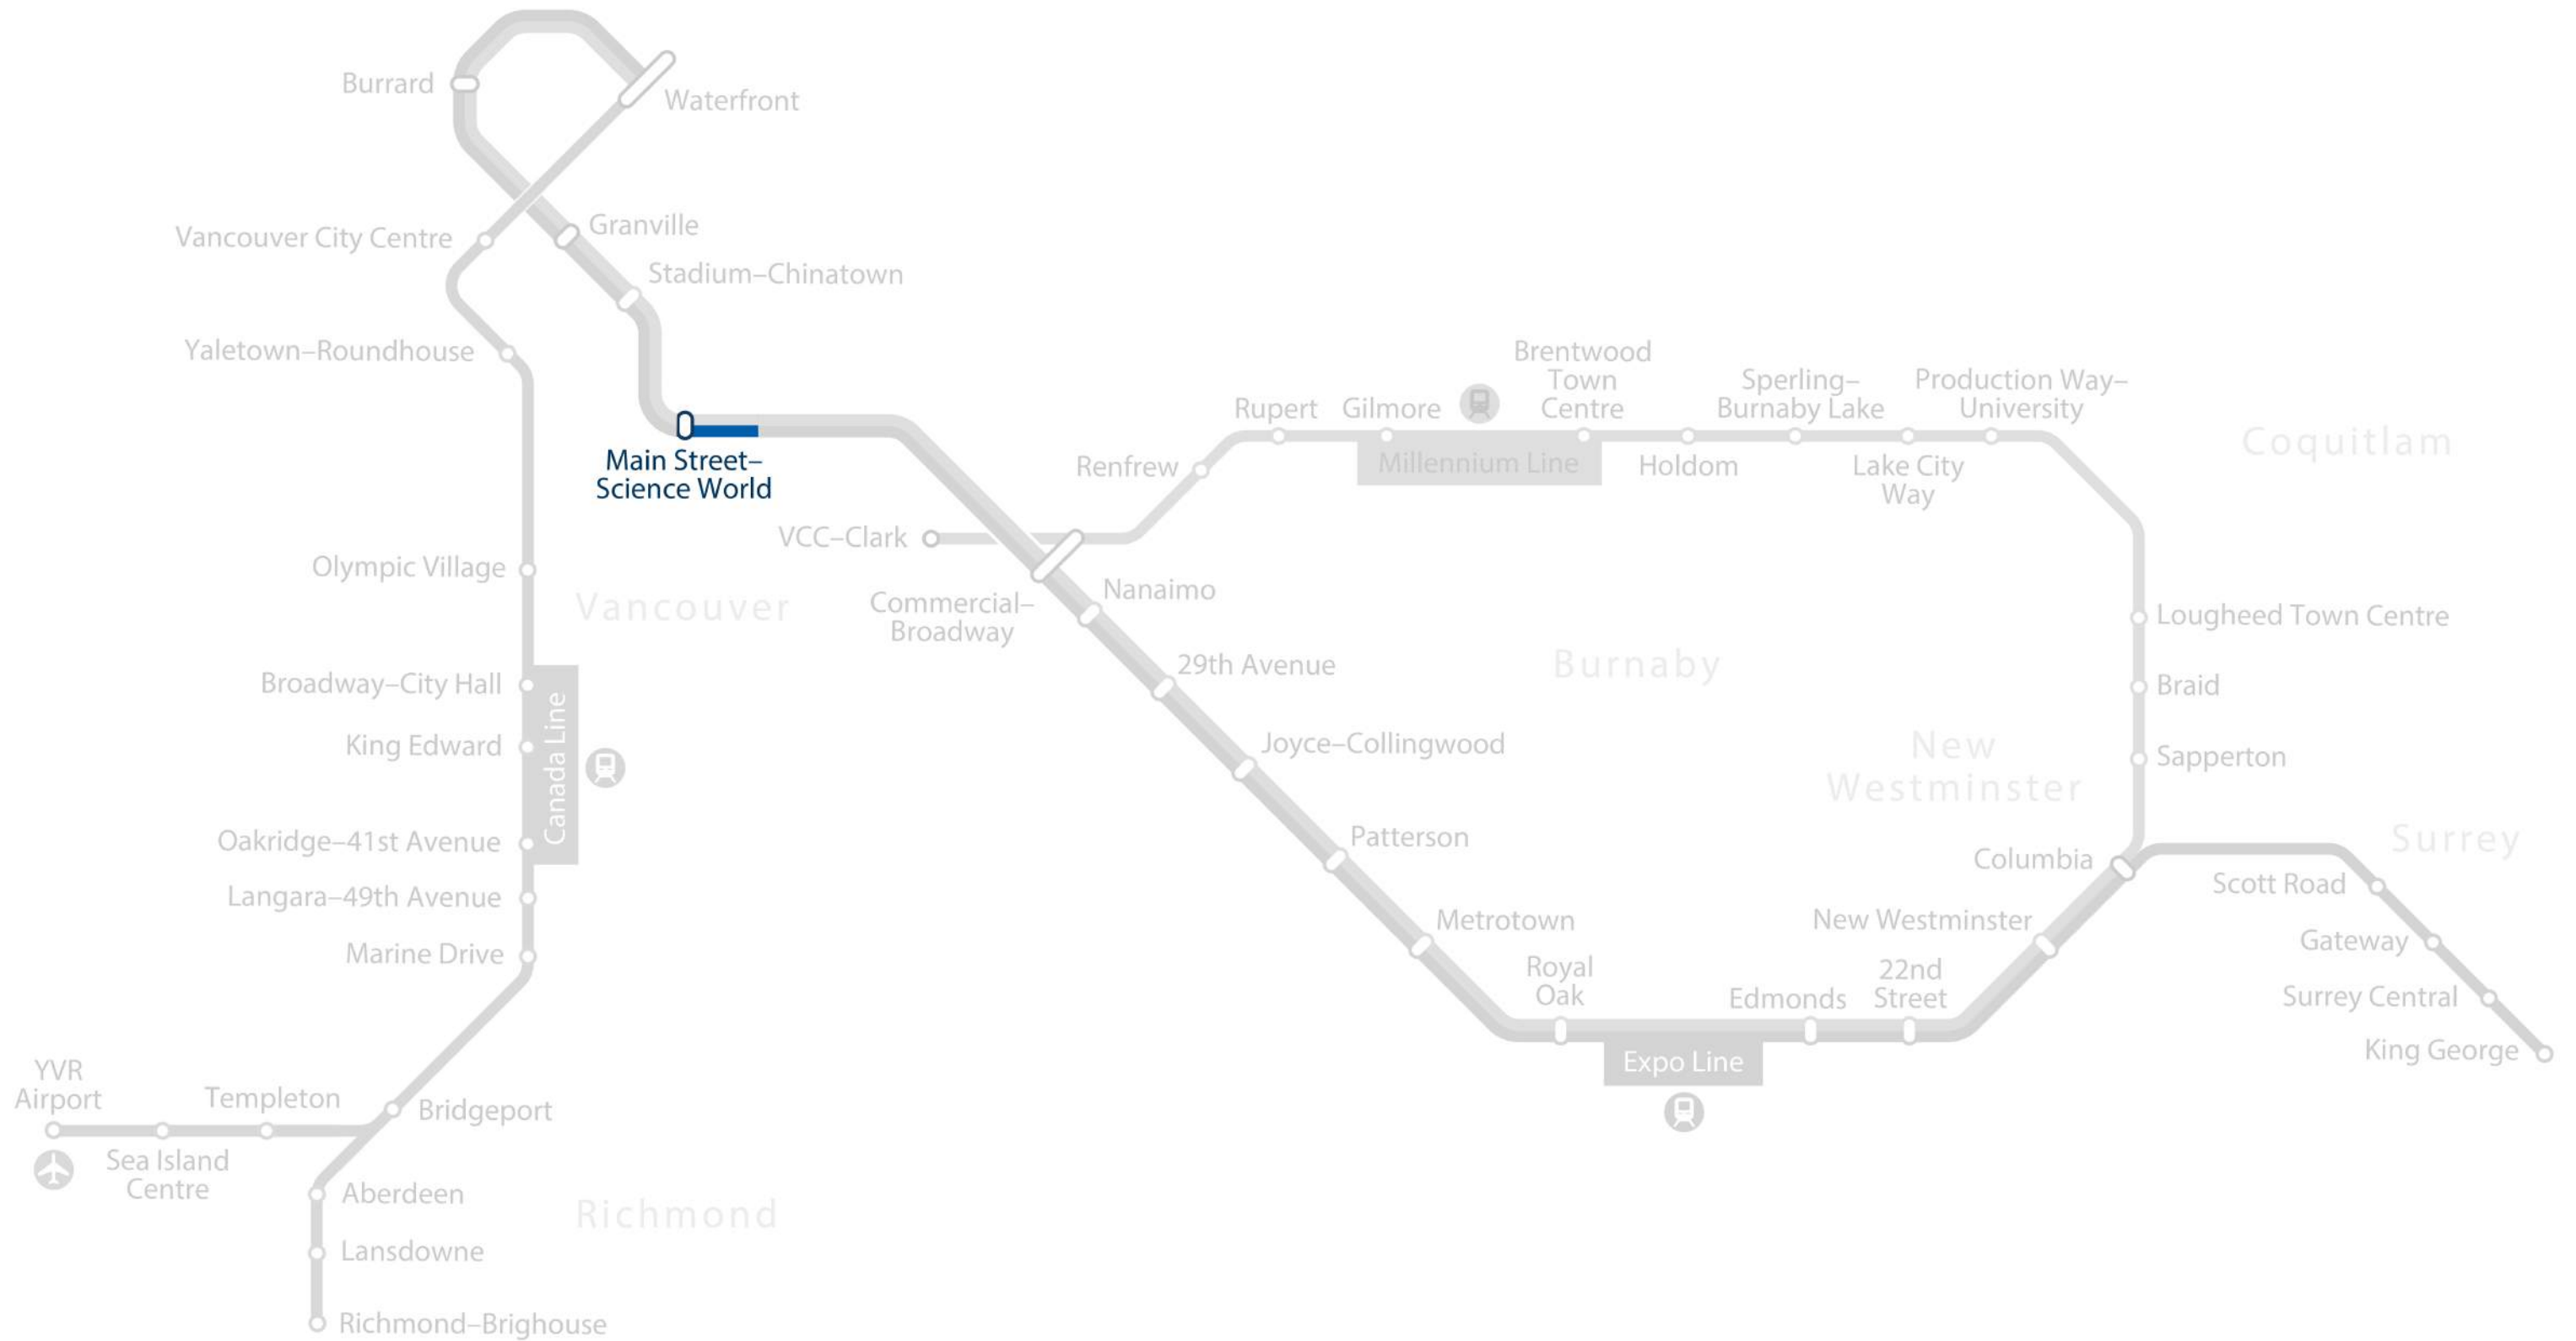 Burrard
Waterfront
Vancouver City Centre
Granville
Stadium–Chinatown
Yaletown–Roundhouse
Main Street–
Science World
Brentwood
Town
Centre
Sperling–
Burnaby Lake
Production Way–
University
Rupert
Gilmore
Coquitlam
Renfrew
Millennium Line
Holdom
Lake City
Way
VCC–Clark
Olympic Village
Vancouver
Commercial–
Broadway
Nanaimo
Lougheed Town Centre
29th Avenue
Burnaby
Broadway–City Hall
Braid
Canada Line
King Edward
Joyce–Collingwood
New
Westminster
Sapperton
Oakridge–41st Avenue
Patterson
Surrey
Columbia
Scott Road
Langara–49th Avenue
Metrotown
New Westminster
Gateway
Marine Drive
Royal
Oak
Edmonds
22nd
Street
Surrey Central
King George
Expo Line
YVR
Airport
Templeton
Bridgeport
Sea Island
Centre
Aberdeen
Richmond
Lansdowne
Richmond–Brighouse